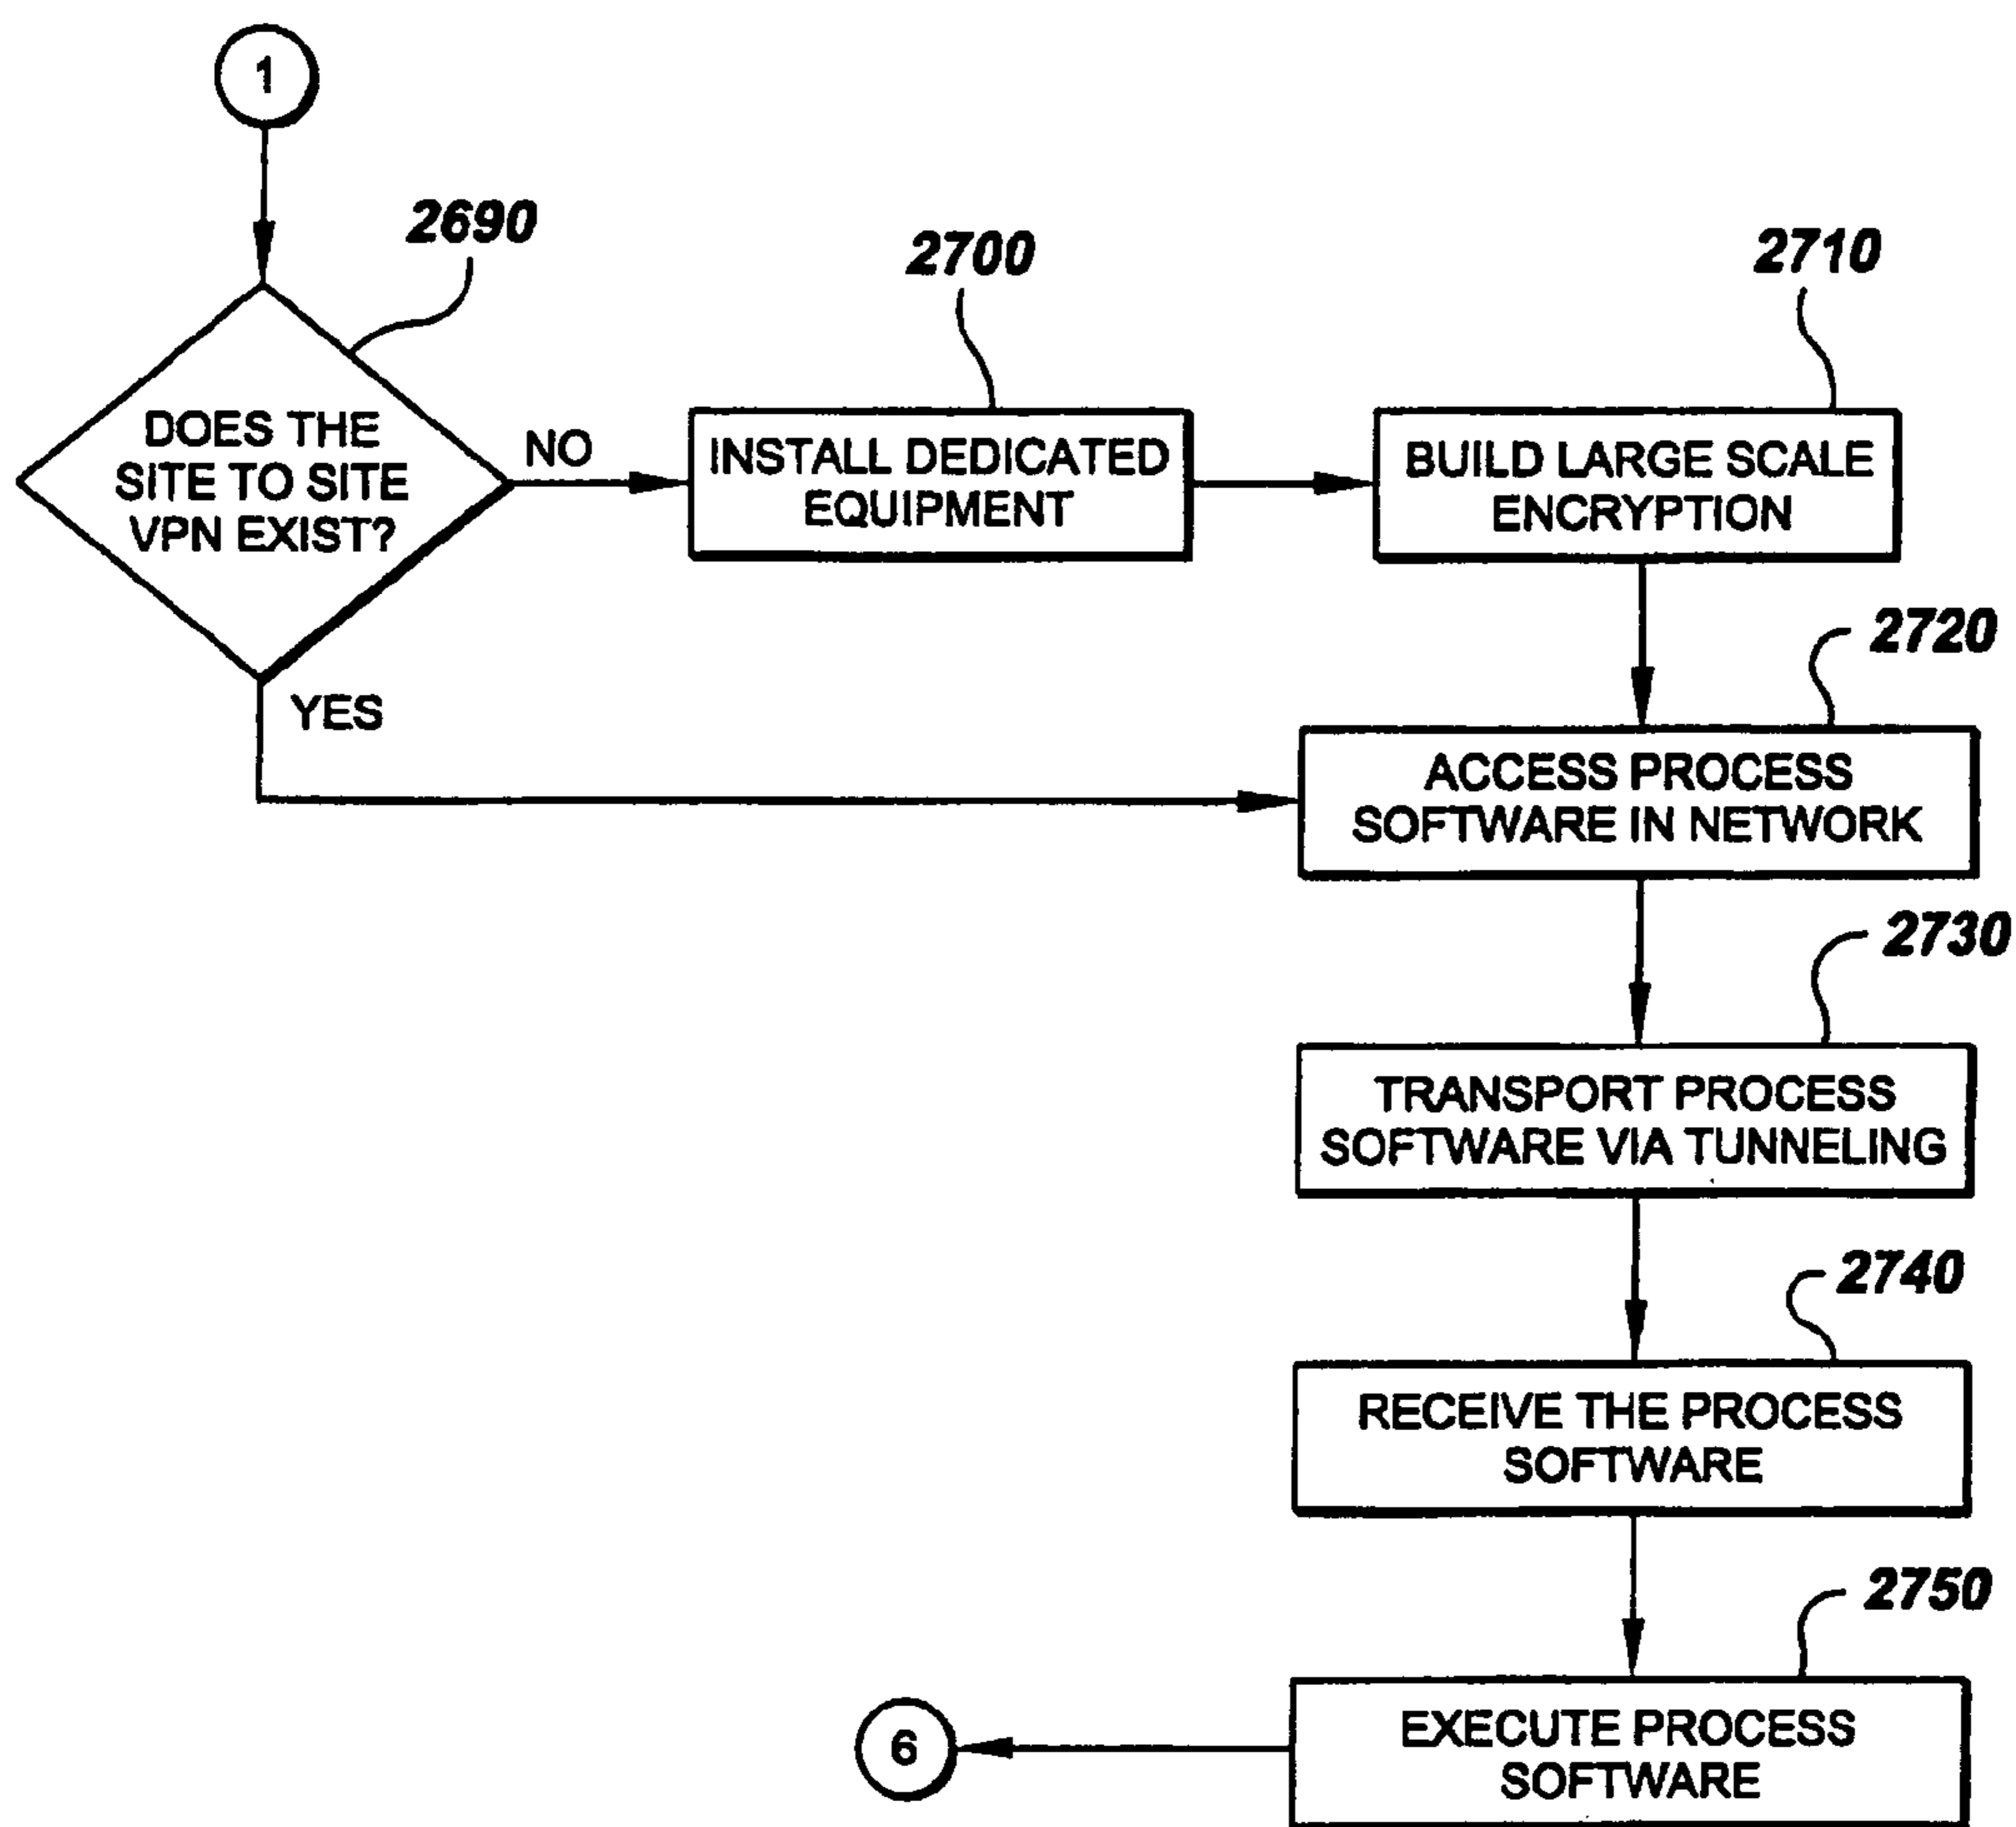 1
2690
2700
2710
DOES THE
SITE TO SITE
VPN EXIST?
NO
INSTALL DEDICATED
EQUIPMENT
BUILD LARGE SCALE
ENCRYPTION
2720
YES
ACCESS PROCESS
SOFTWARE IN NETWORK
2730
TRANSPORT PROCESS
SOFTWARE VIA TUNNELING
2740
RECEIVE THE PROCESS
SOFTWARE
2750
EXECUTE PROCESS
SOFTWARE
6